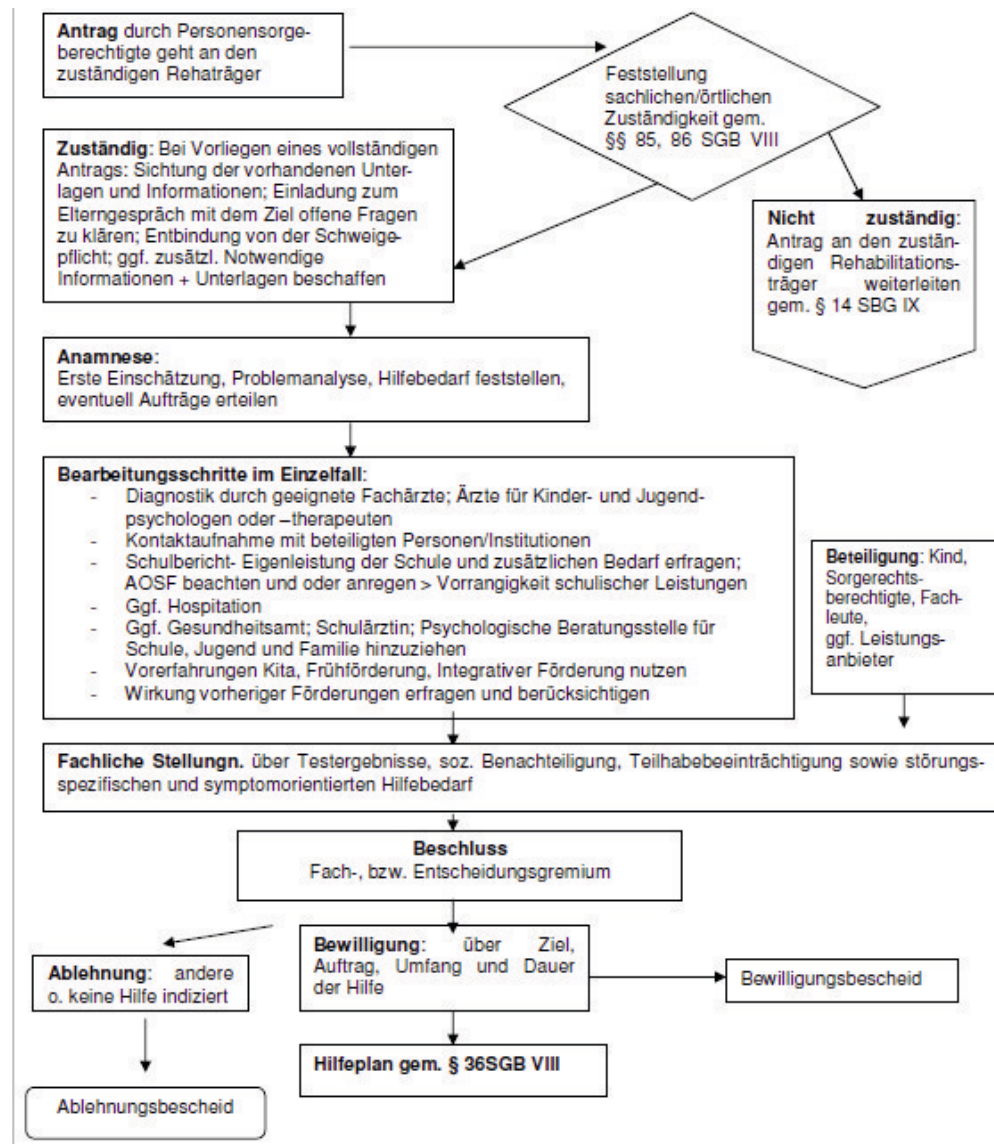 Antrag durch Personensorge-
berechtigte geht an den
zuständigen Rehaträger
Feststellung
sachlichen/örtlichen
Zuständigkeit gem.
§§ 85, 86 SGB VIII
Zuständig: Bei Vorliegen eines vollständigen
Antrags: Sichtung der vorhandenen Unter-
lagen und Informationen; Einladung zum
Elterngespräch mit dem Ziel offene Fragen
zu klären; Entbindung von der Schweige-
pflicht; ggf. zusätzl. Notwendige
Informationen + Unterlagen beschaffen
Nicht zuständig:
Antrag an den zustän-
digen Rehabilitations-
träger weiterleiten
gem. § 14 SBG IX
Anamnese:
Erste Einschätzung, Problemanalyse, Hilfebedarf feststellen,
eventuell Aufträge erteilen
Bearbeitungsschritte im Einzelfall:
- Diagnostik durch geeignete Fachärzte; Ärzte für Kinder- und Jugend-
psychologen oder –therapeuten
- Kontaktaufnahme mit beteiligten Personen/Institutionen
- Schulbericht- Eigenleistung der Schule und zusätzlichen Bedarf erfragen;
AOSF beachten und oder anregen > Vorrangigkeit schulischer Leistungen
- Ggf. Hospitation
- Ggf. Gesundheitsamt; Schulärztin; Psychologische Beratungsstelle für
Schule, Jugend und Familie hinzuziehen
- Vorerfahrungen Kita, Frühförderung, Integrativer Förderung nutzen
- Wirkung vorheriger Förderungen erfragen und berücksichtigen
Beteiligung: Kind,
Sorgerechts-
berechtigte, Fach-
leute,
ggf. Leistungs-
anbieter
Fachliche Stellungn. über Testergebnisse, soz. Benachteiligung, Teilhabebeeinträchtigung sowie störungs-
spezifischen und symptomorientierten Hilfebedarf
Beschluss
Fach-, bzw. Entscheidungsgremium
Ablehnung: andere
o. keine Hilfe indiziert
Bewilligung: über Ziel,
Auftrag, Umfang und Dauer
der Hilfe
Bewilligungsbescheid
Hilfeplan gem. § 36SGB VIII
Ablehnungsbescheid